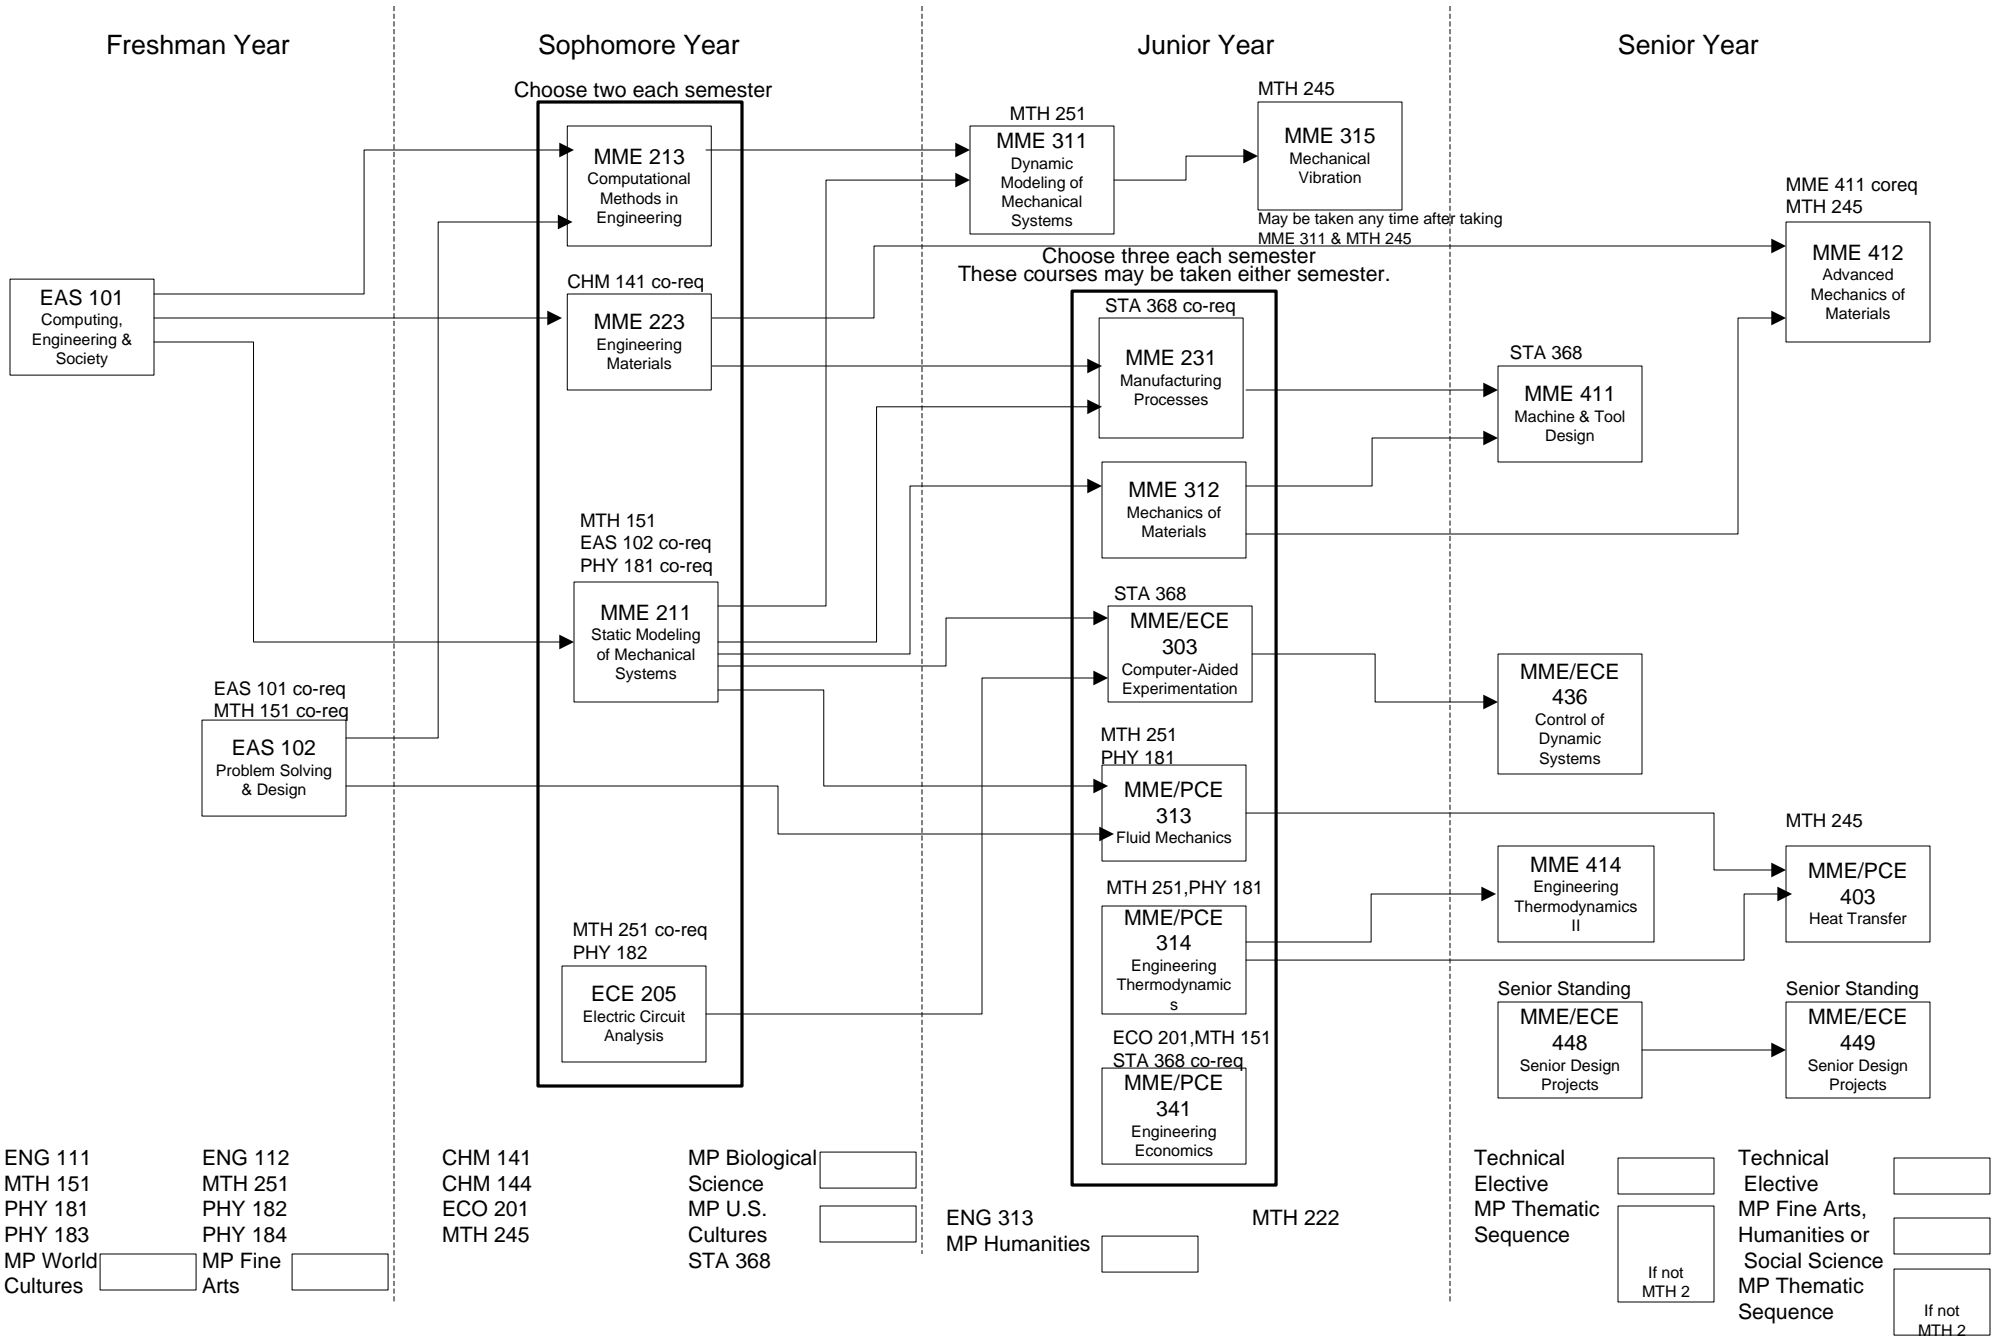 Freshman Year
Sophomore Year
Junior Year
Senior Year
Choose two each semester
MME 213
Computational
Methods in
Engineering
CHM 141 co-req
MME 223
Engineering
Materials
EAS 101
Computing,
Engineering &
Society
MTH 151
EAS 102 co-req
PHY 181 co-req
MME 211
Static Modeling
of Mechanical
Systems
EAS 101 co-req
MTH 151 co-req
EAS 102
Problem Solving
& Design
MTH 251 co-req
PHY 182
ECE 205
Electric Circuit
Analysis
MTH 251
MME 311
Dynamic
Modeling of
Mechanical
Systems
MTH 245
MME 315
Mechanical
Vibration
May be taken any time after taking
MME 311 & MTH 245
Choose three each semester
These courses may be taken either semester.
STA 368 co-req
MME 231
Manufacturing
Processes
MME 312
Mechanics of
Materials
STA 368
MME/ECE
303
Computer-Aided
Experimentation
MTH 251
PHY 181
MME/PCE
313
Fluid Mechanics
MTH 251,PHY 181
MME/PCE
314
Engineering
Thermodynamic
s
ECO 201,MTH 151
STA 368 co-req
MME/PCE
341
Engineering
Economics
MME 411 coreq
MTH 245
MME 412
Advanced
Mechanics of
Materials
STA 368
MME 411
Machine & Tool
Design
MME/ECE
436
Control of
Dynamic
Systems
MME 414
Engineering
Thermodynamics
II
MTH 245
MME/PCE
403
Heat Transfer
Senior Standing
MME/ECE
448
Senior Design
Projects
Senior Standing
MME/ECE
449
Senior Design
Projects
ENG 111
MTH 151
PHY 181
PHY 183
MP World
Cultures
ENG 112
MTH 251
PHY 182
PHY 184
MP Fine
Arts
CHM 141
CHM 144
ECO 201
MTH 245
MP Biological
Science
MP U.S.
Cultures
STA 368
ENG 313
MP Humanities
MTH 222
Technical
Elective
MP Thematic
Sequence
If not
MTH 2
Technical
Elective
MP Fine Arts,
Humanities or
Social Science
MP Thematic
Sequence
If not
MTH 2